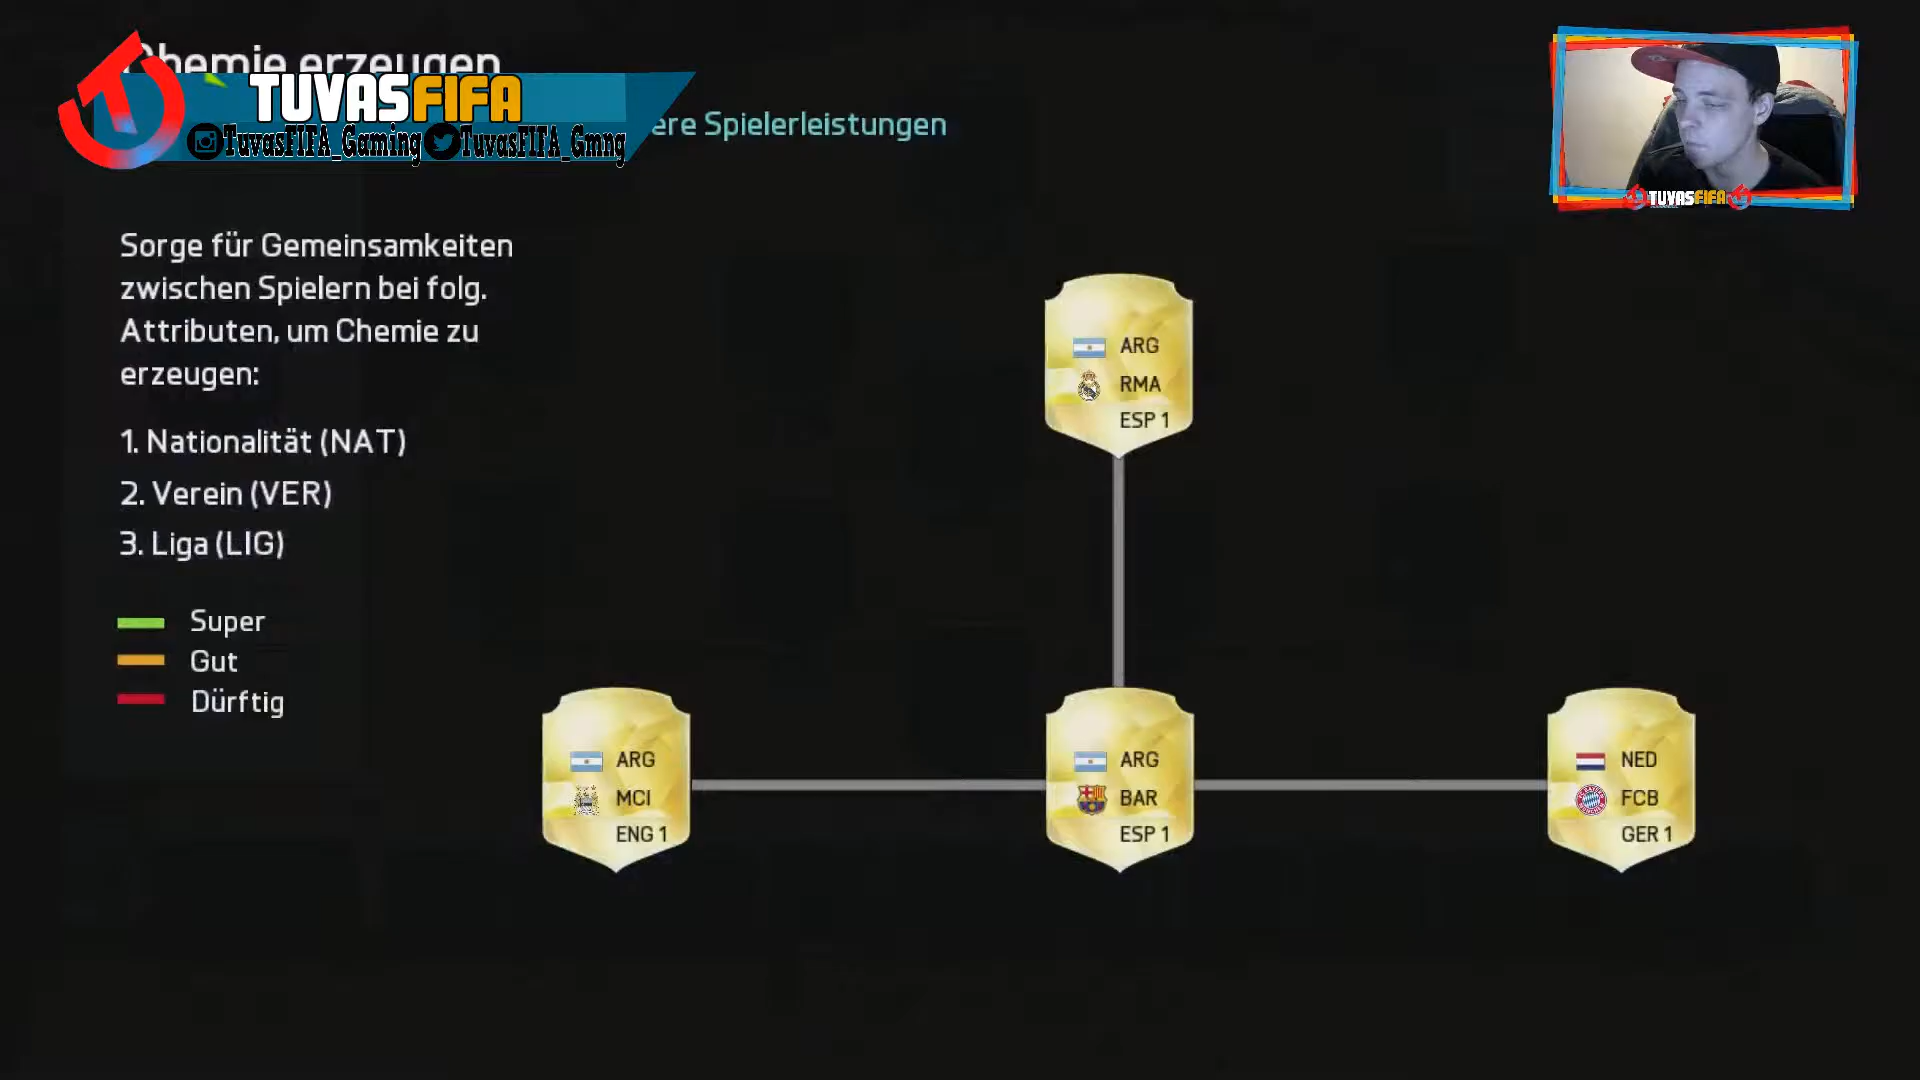 Chemie erzeugen
TUVASFIFA
TuvasFIFA_Gaming TuvasFIFA_Gmng
ere Spielerleistungen
TUVASFIFA
Sorge für Gemeinsamkeiten
zwischen Spielern bei folg.
Attributen, um Chemie zu
erzeugen:
1. Nationalität (NAT)
2. Verein (VER)
3. Liga (LIG)
Super
Gut
Dürftig
ARG
RMA
ESP 1
ARG
MCI
ENG 1
ARG
BAR
ESP 1
NED
FCB
GER 1